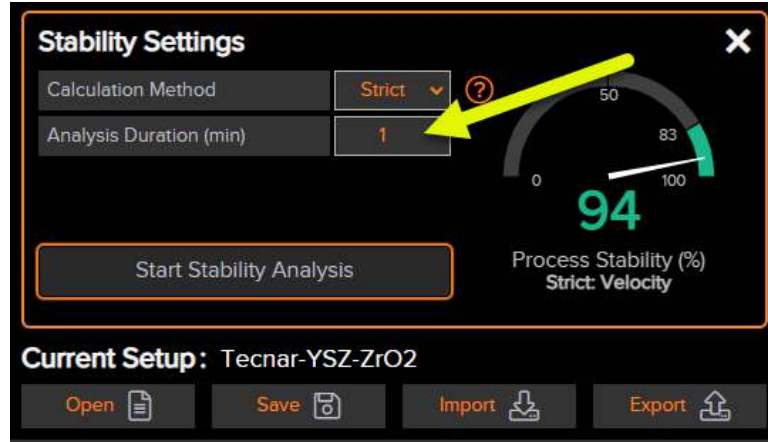 Stability Settings
Calculation Method
Strict
?
Analysis Duration (min)
1
50
83
0
100
94
Start Stability Analysis
Process Stability (%)
Strict: Velocity
Current Setup: Tecnar-YSZ-ZrO2
Open
Save
Import
Export